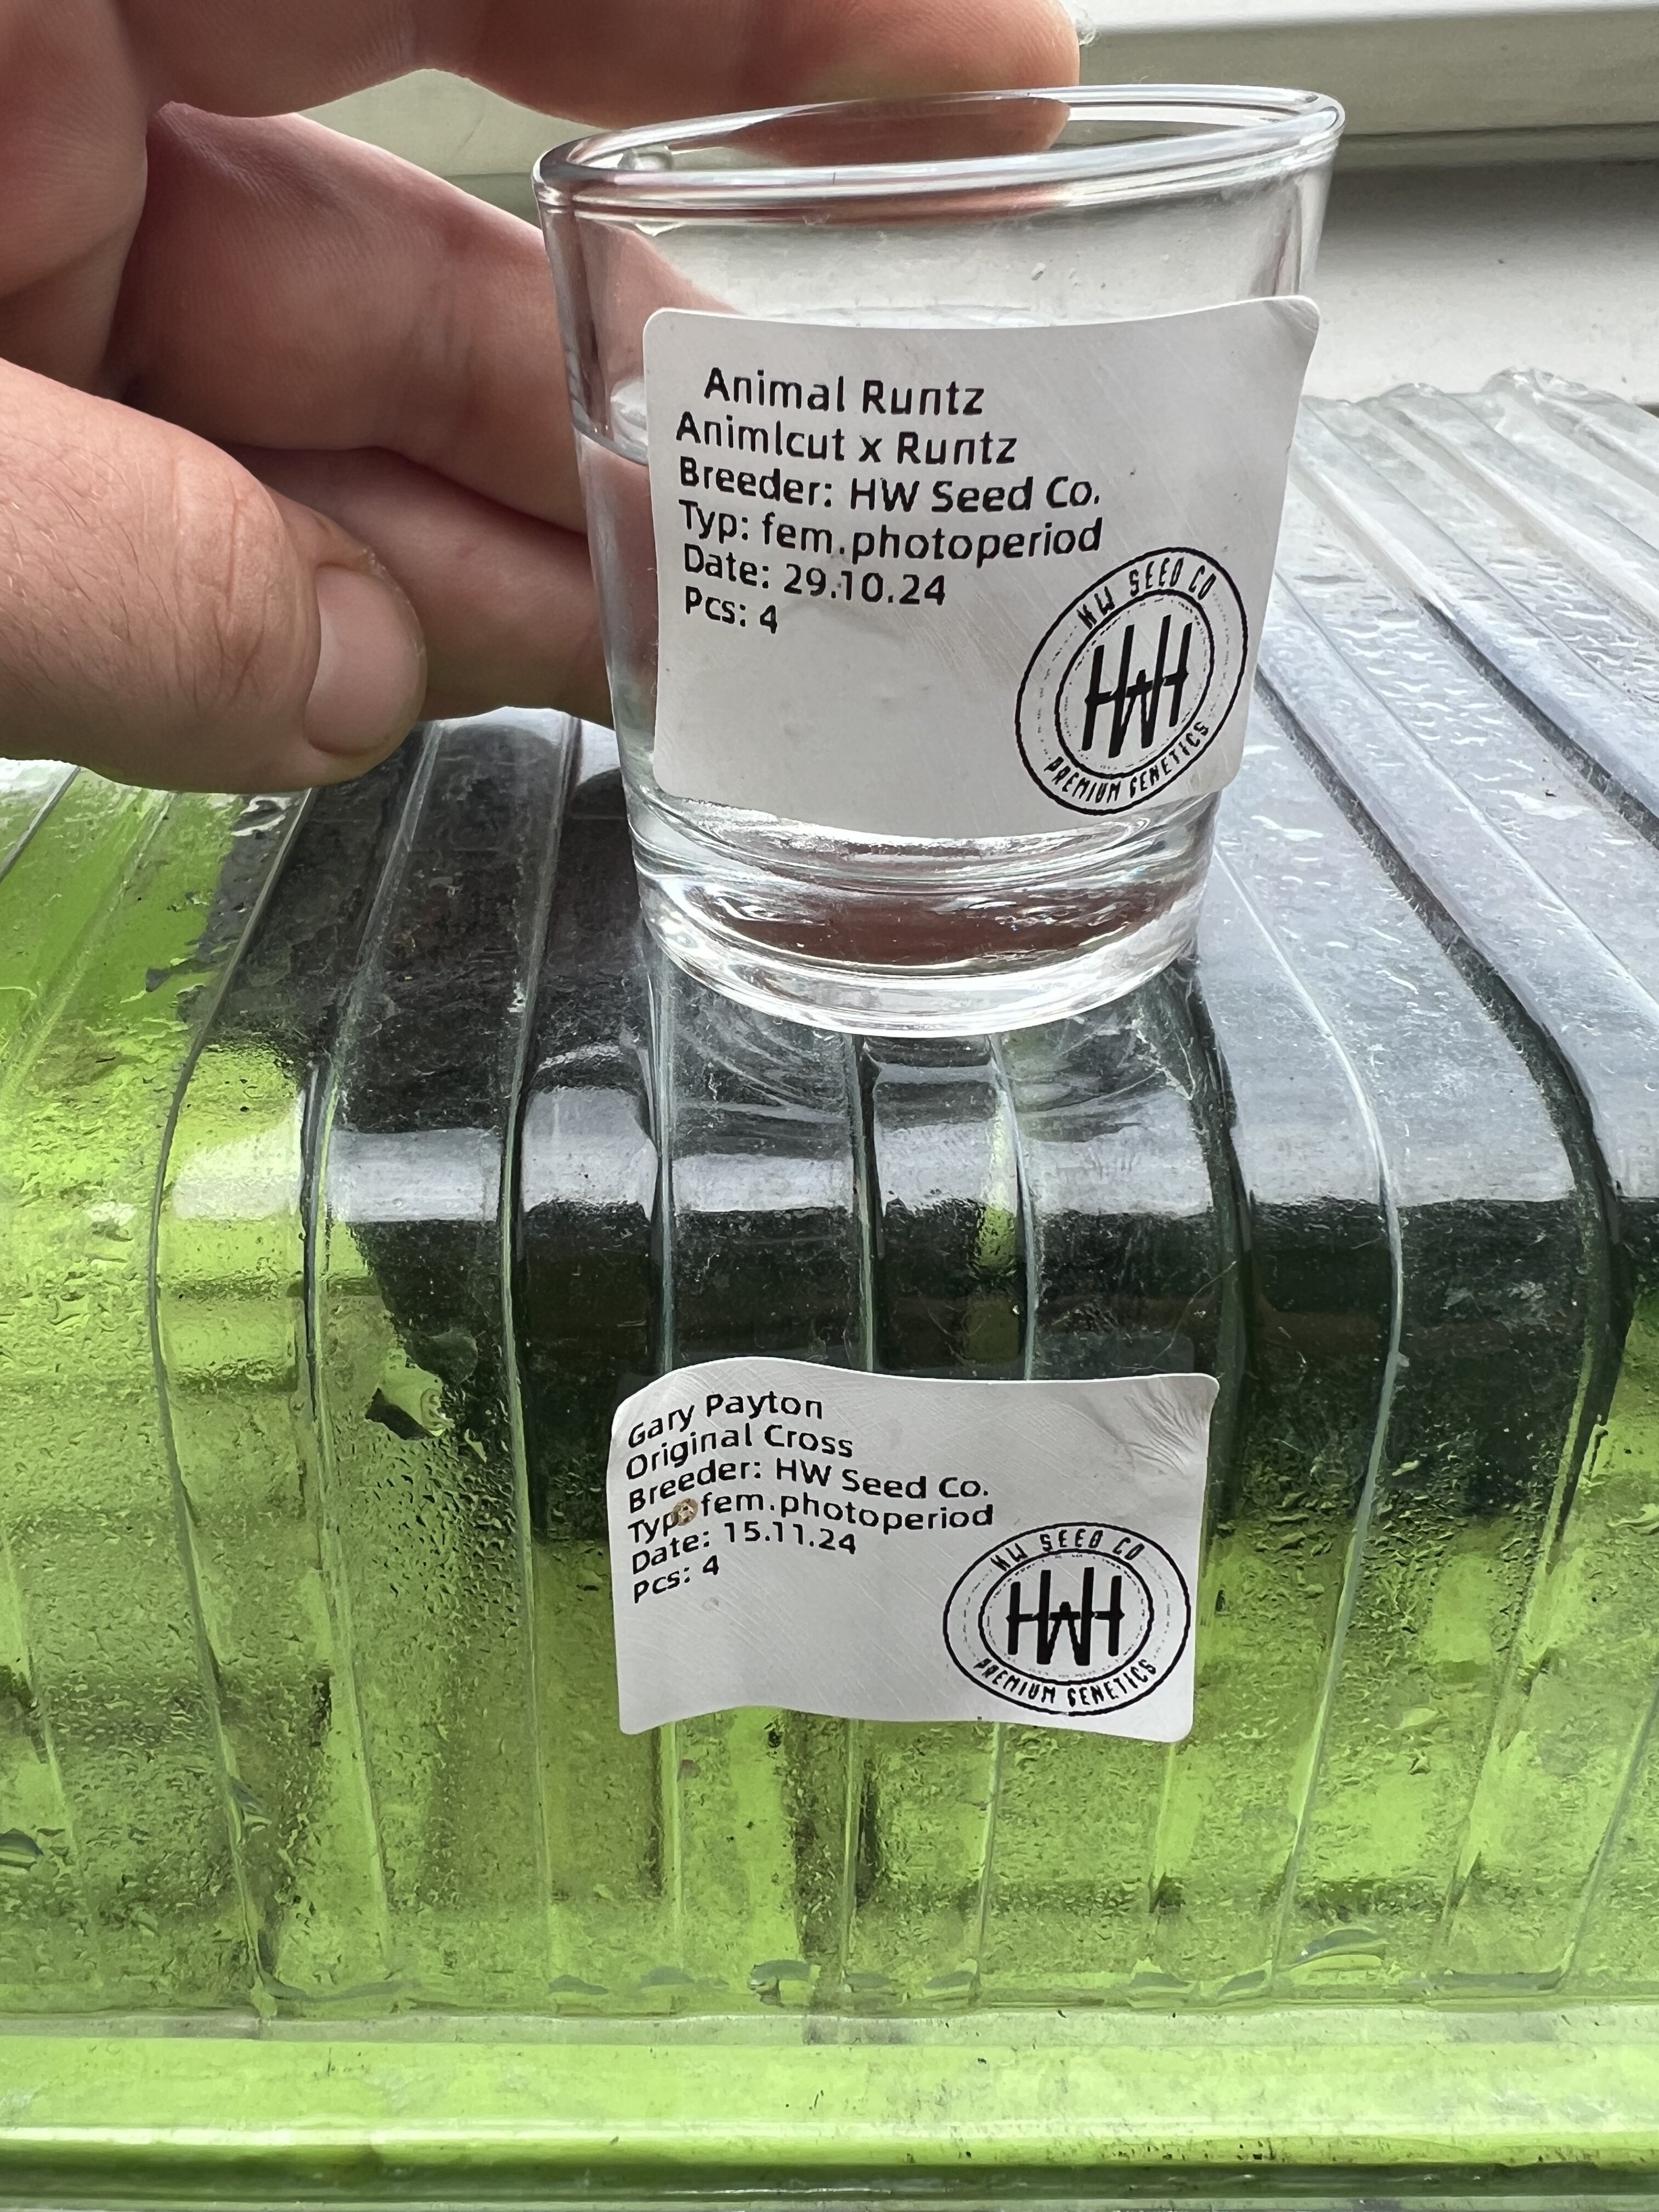 Animal Runtz
Animlcut x Runtz
Breeder: HW Seed Co.
Typ: fem.photoperiod
Date: 29.10.24
Pcs: 4
HW SEED CO
HWH
PREMIUM GENETICS
Gary Payton
Original Cross
Breeder: HW Seed Co.
Typ fem.photoperiod
Date: 15.11.24
Pcs: 4
HW SEED CO
HWH
PREMIUM GENETICS